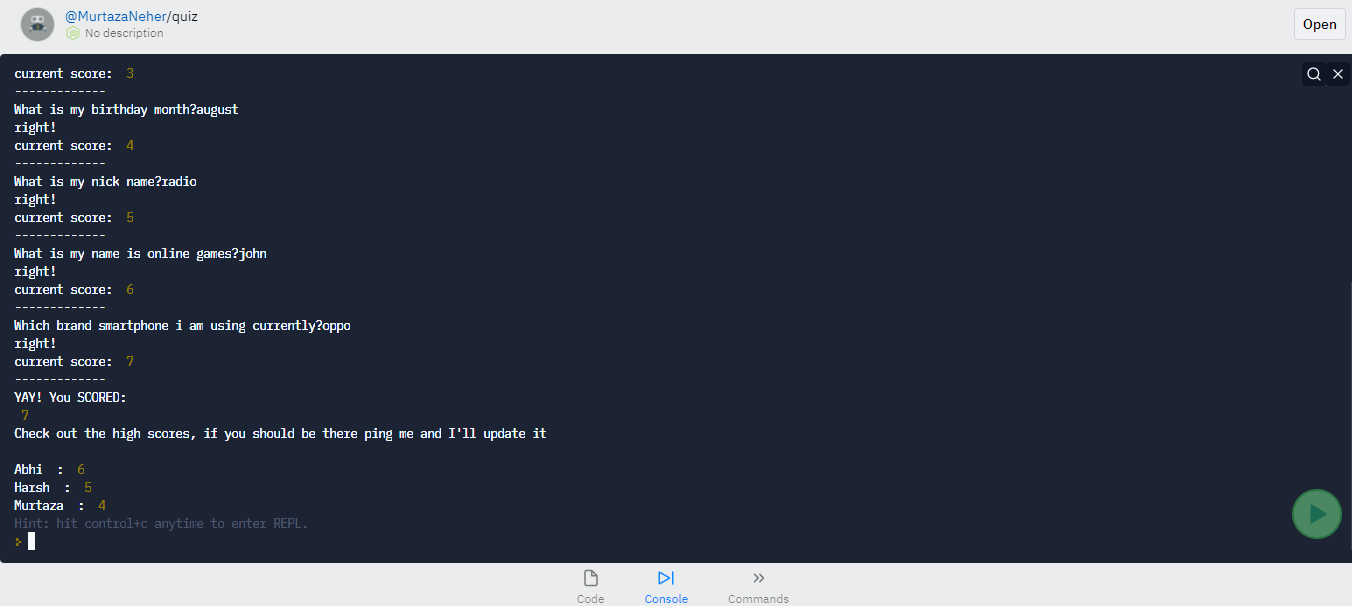 @MurtazaNeher/quiz
No description
Open
current score:  3
-------------
What is my birthday month?august
right!
current score:  4
-------------
What is my nick name?radio
right!
current score:  5
-------------
What is my name is online games?john
right!
current score:  6
-------------
Which brand smartphone i am using currently?oppo
right!
current score:  7
-------------
YAY! You SCORED:
 7
Check out the high scores, if you should be there ping me and I'll update it
Abhi  :  6
Harsh  :  5
Murtaza  :  4
Hint: hit control+c anytime to enter REPL.
>
Code
Console
Commands